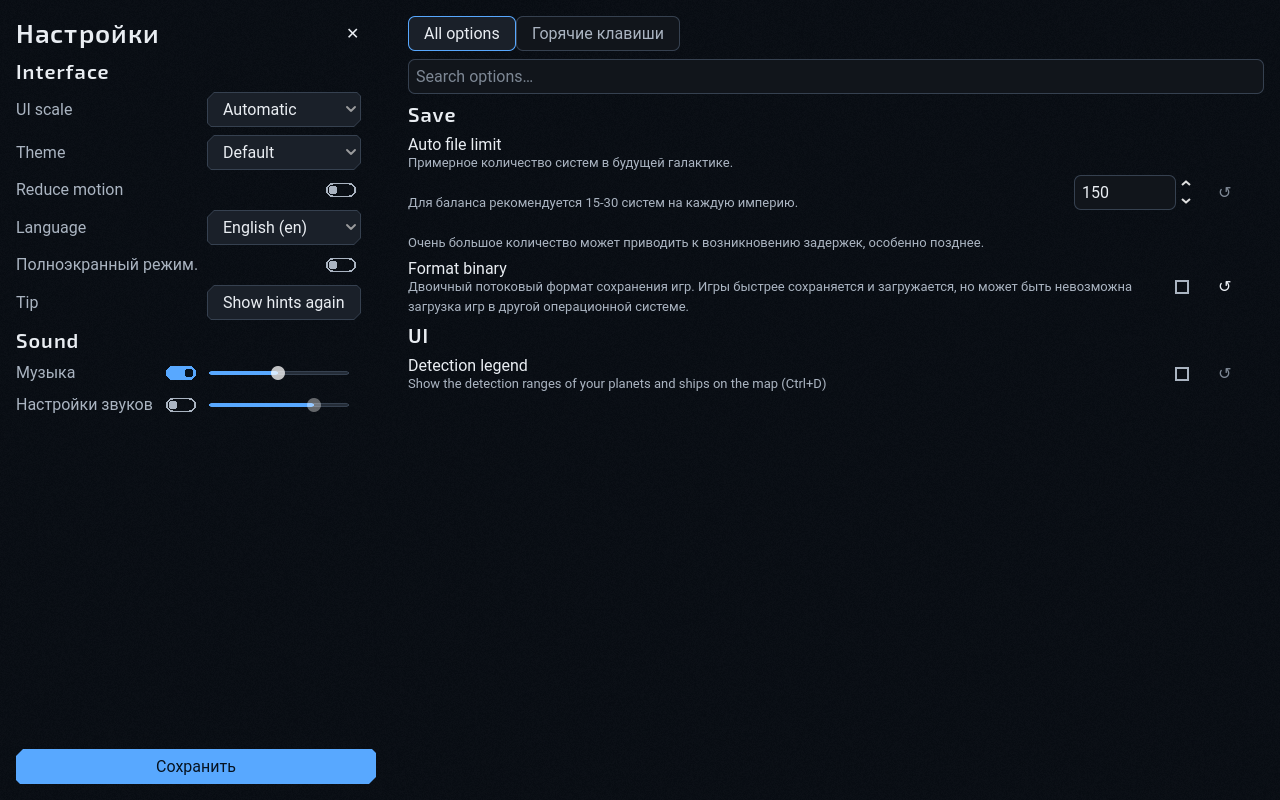 Настройки
×
Interface
UI scale
Automatic
Theme
Default
Reduce motion
Language
English (en)
Полноэкранный режим.
Tip
Show hints again
Sound
Музыка
Настройки звуков
Сохранить
All options
Горячие клавиши
Search options…
Save
Auto file limit
Примерное количество систем в будущей галактике.
Для баланса рекомендуется 15-30 систем на каждую империю.
150
Очень большое количество может приводить к возникновению задержек, особенно позднее.
Format binary
Двоичный потоковый формат сохранения игр. Игры быстрее сохраняется и загружается, но может быть невозможна
загрузка игр в другой операционной системе.
UI
Detection legend
Show the detection ranges of your planets and ships on the map (Ctrl+D)